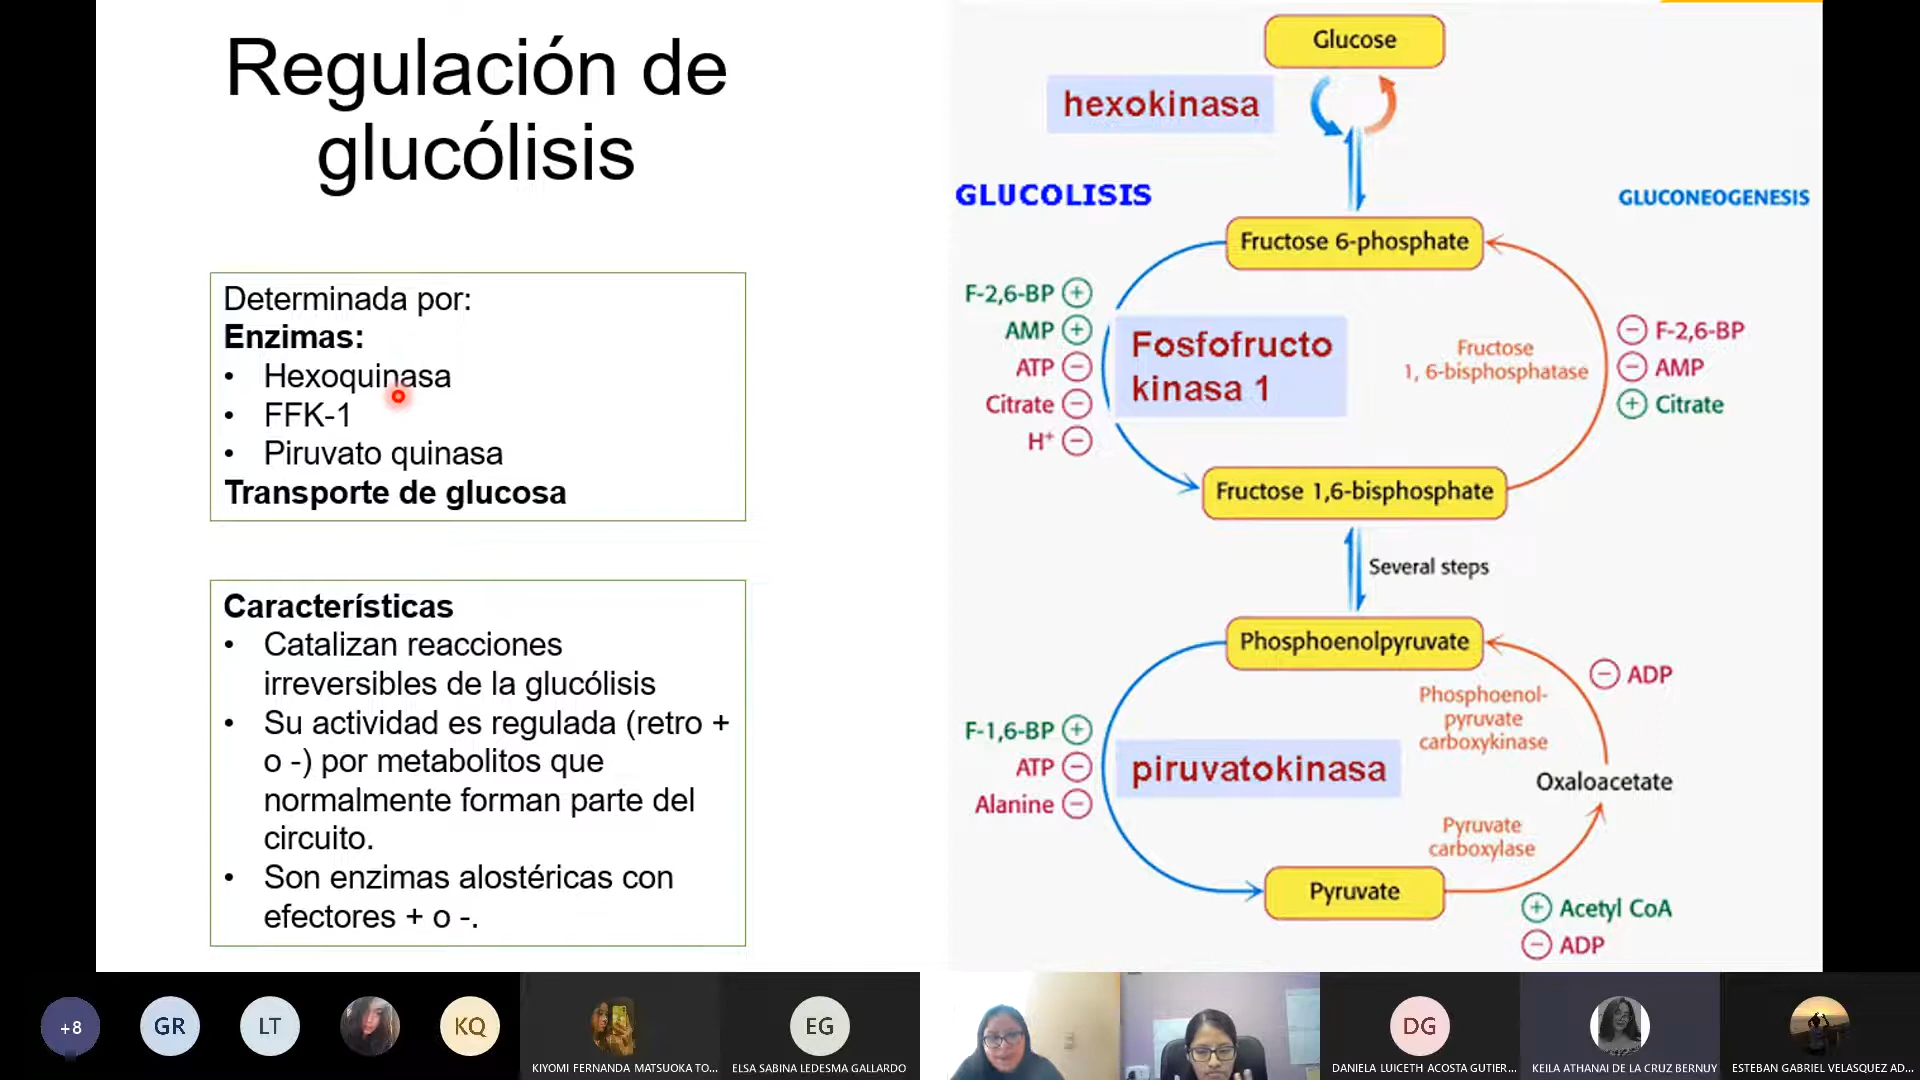 Regulación de
glucólisis
Determinada por:
Enzimas:
• Hexoquinasa
• FFK-1
• Piruvato quinasa
Transporte de glucosa
Características
• Catalizan reacciones
irreversibles de la glucólisis
• Su actividad es regulada (retro +
o -) por metabolitos que
normalmente forman parte del
circuito.
• Son enzimas alostéricas con
efectores + o -.
Glucose
hexokinasa
GLUCOLISIS
GLUCONEOGENESIS
Fructose 6-phosphate
F-2,6-BP +
AMP +
ATP −
Citrate −
H⁺ −
Fosfofructo
kinasa 1
Fructose
1, 6-bisphosphatase
− F-2,6-BP
− AMP
+ Citrate
Fructose 1,6-bisphosphate
Several steps
Phosphoenolpyruvate
− ADP
Phosphoenol-
pyruvate
carboxykinase
F-1,6-BP +
ATP −
Alanine −
piruvatokinasa
Oxaloacetate
Pyruvate
carboxylase
Pyruvate
+ Acetyl CoA
− ADP
+8
GR
LT
KQ
KIYOMI FERNANDA MATSUOKA TO...
EG
ELSA SABINA LEDESMA GALLARDO
DG
DANIELA LUICETH ACOSTA GUTIER...
KEILA ATHANAI DE LA CRUZ BERNUY
ESTEBAN GABRIEL VELASQUEZ AD...